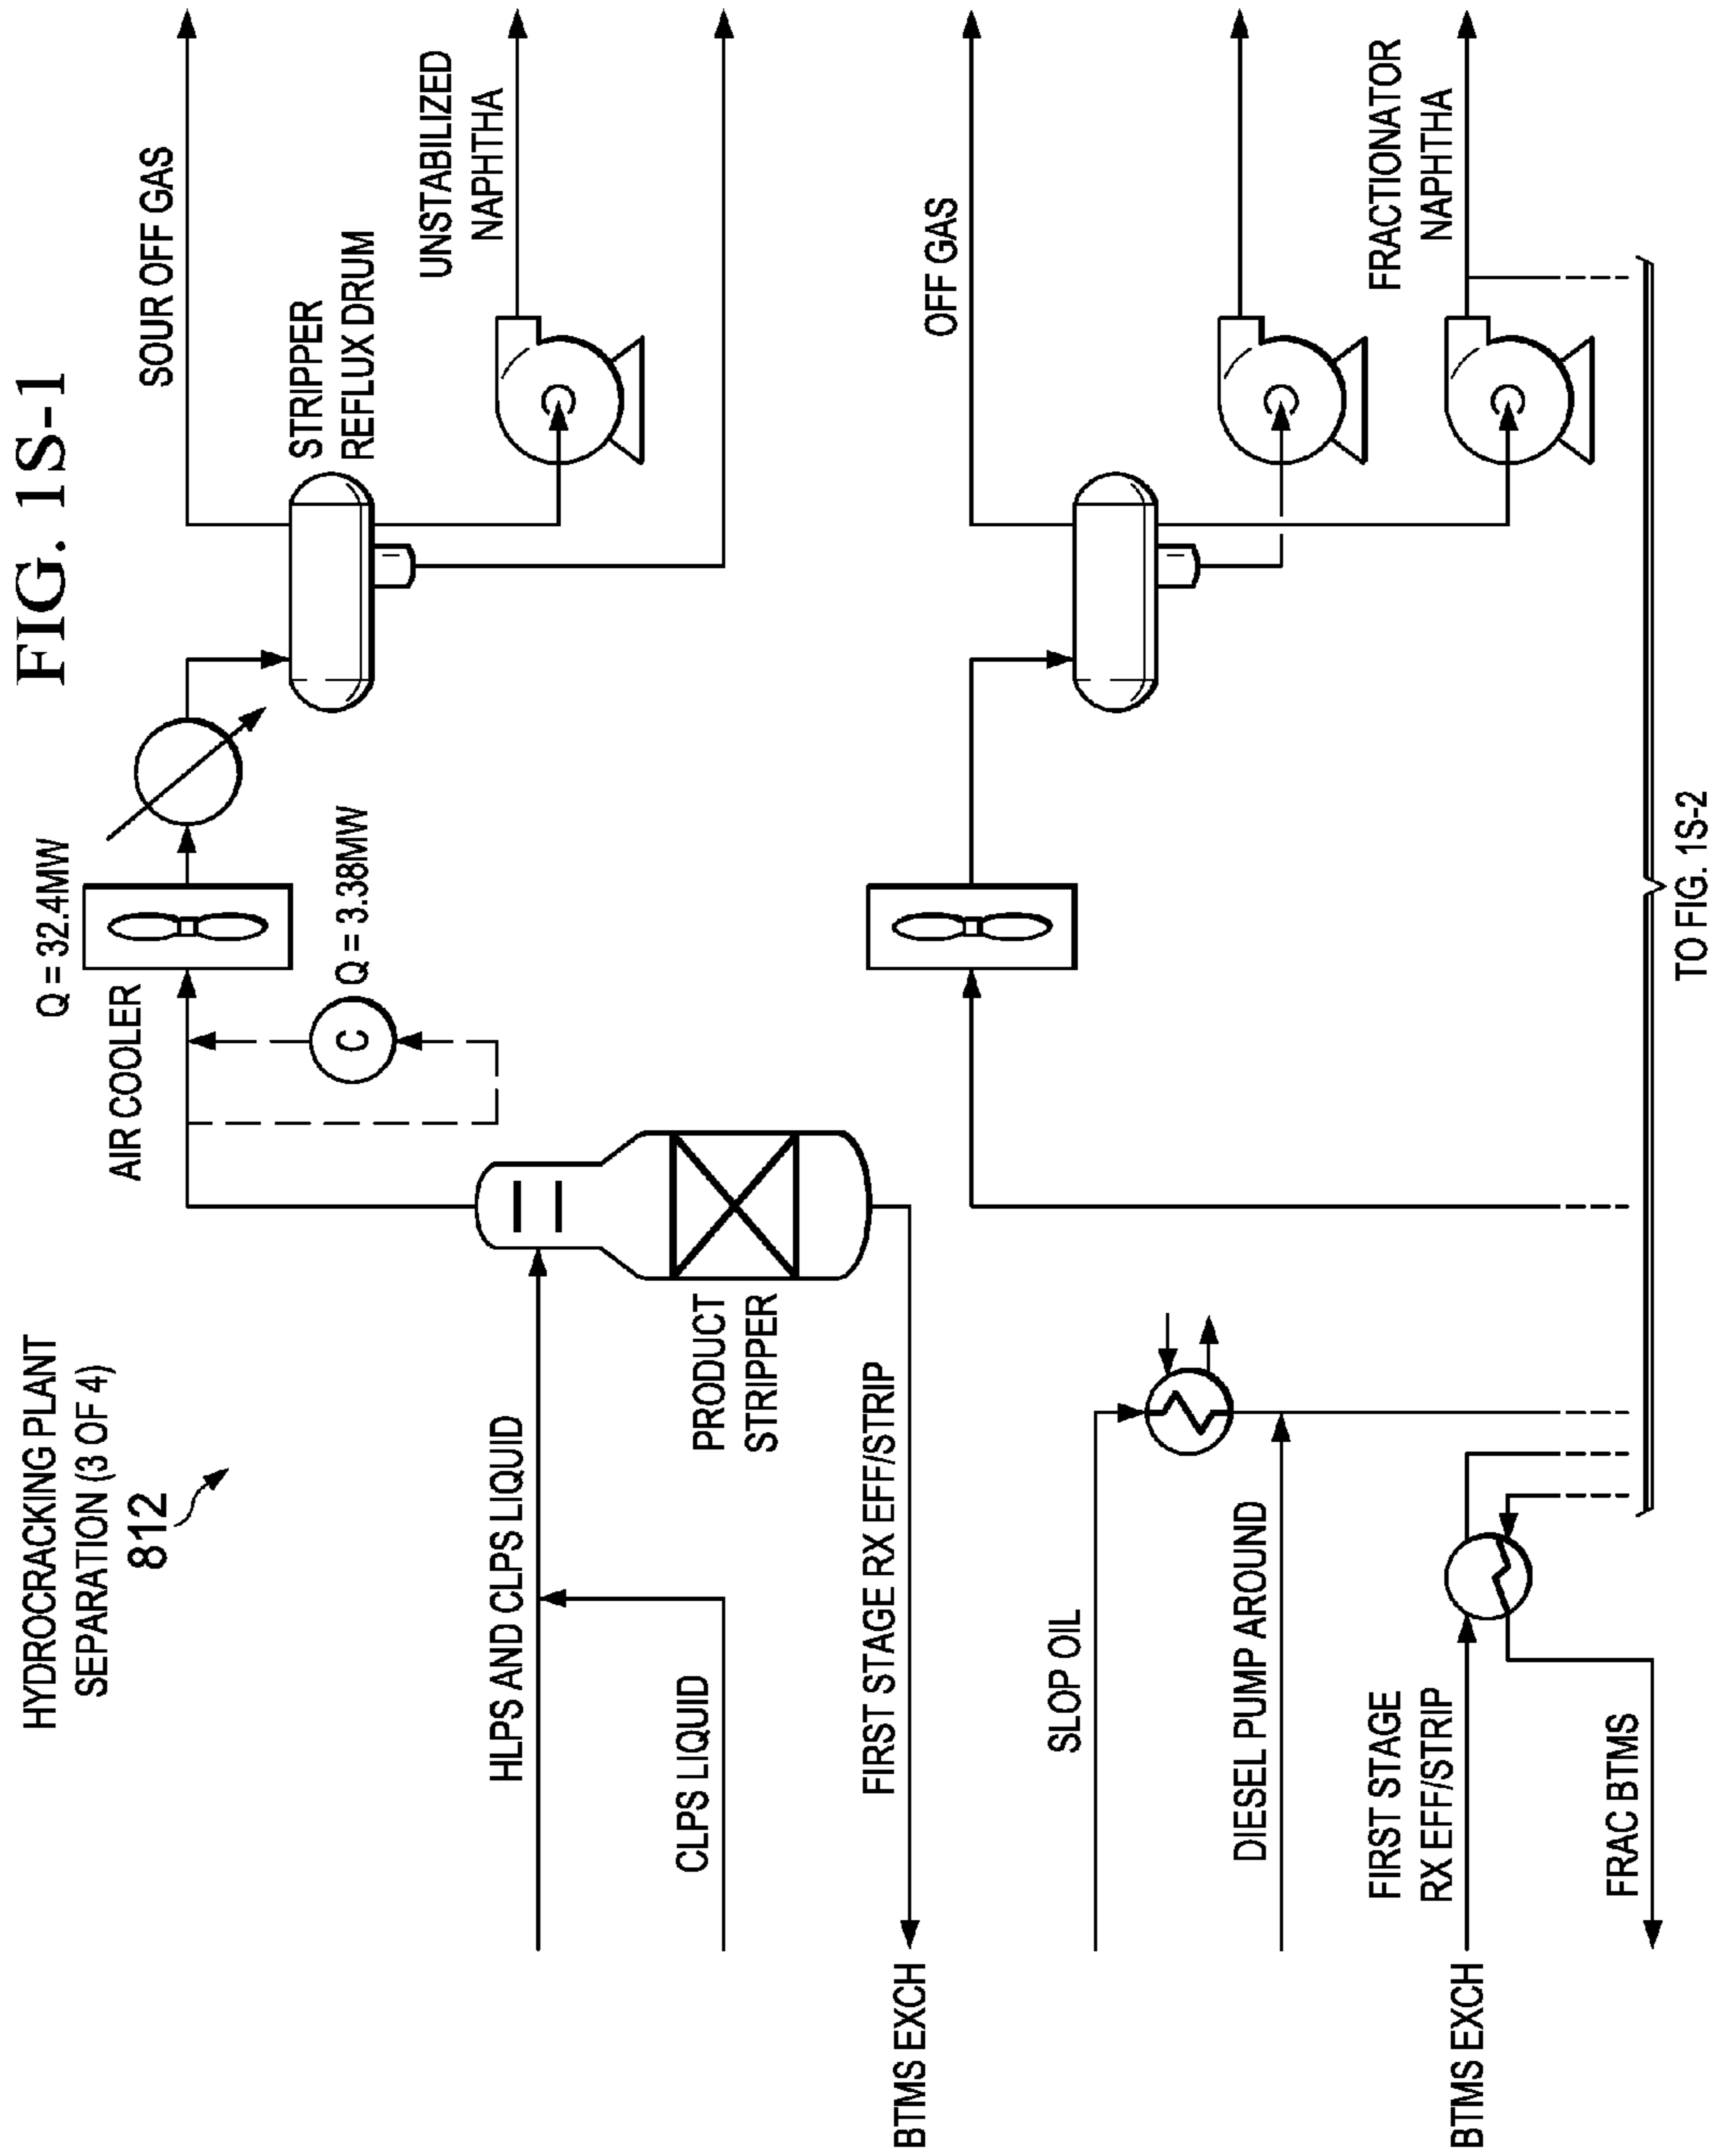 FIG. 1S-1
HYDROCRACKING PLANT
SEPARATION (3 OF 4)
812
Q = 32.4MW
AIR COOLER
Q = 3.38MW
C
SOUR OFF GAS
STRIPPER
REFLUX DRUM
UNSTABILIZED
NAPHTHA
HLPS AND CLPS LIQUID
CLPS LIQUID
PRODUCT
STRIPPER
FIRST STAGE RX EFF/STRIP
BTMS EXCH
OFF GAS
SLOP OIL
DIESEL PUMP AROUND
FRACTIONATOR
NAPHTHA
FIRST STAGE
RX EFF/STRIP
BTMS EXCH
FRAC BTMS
TO FIG. 1S-2